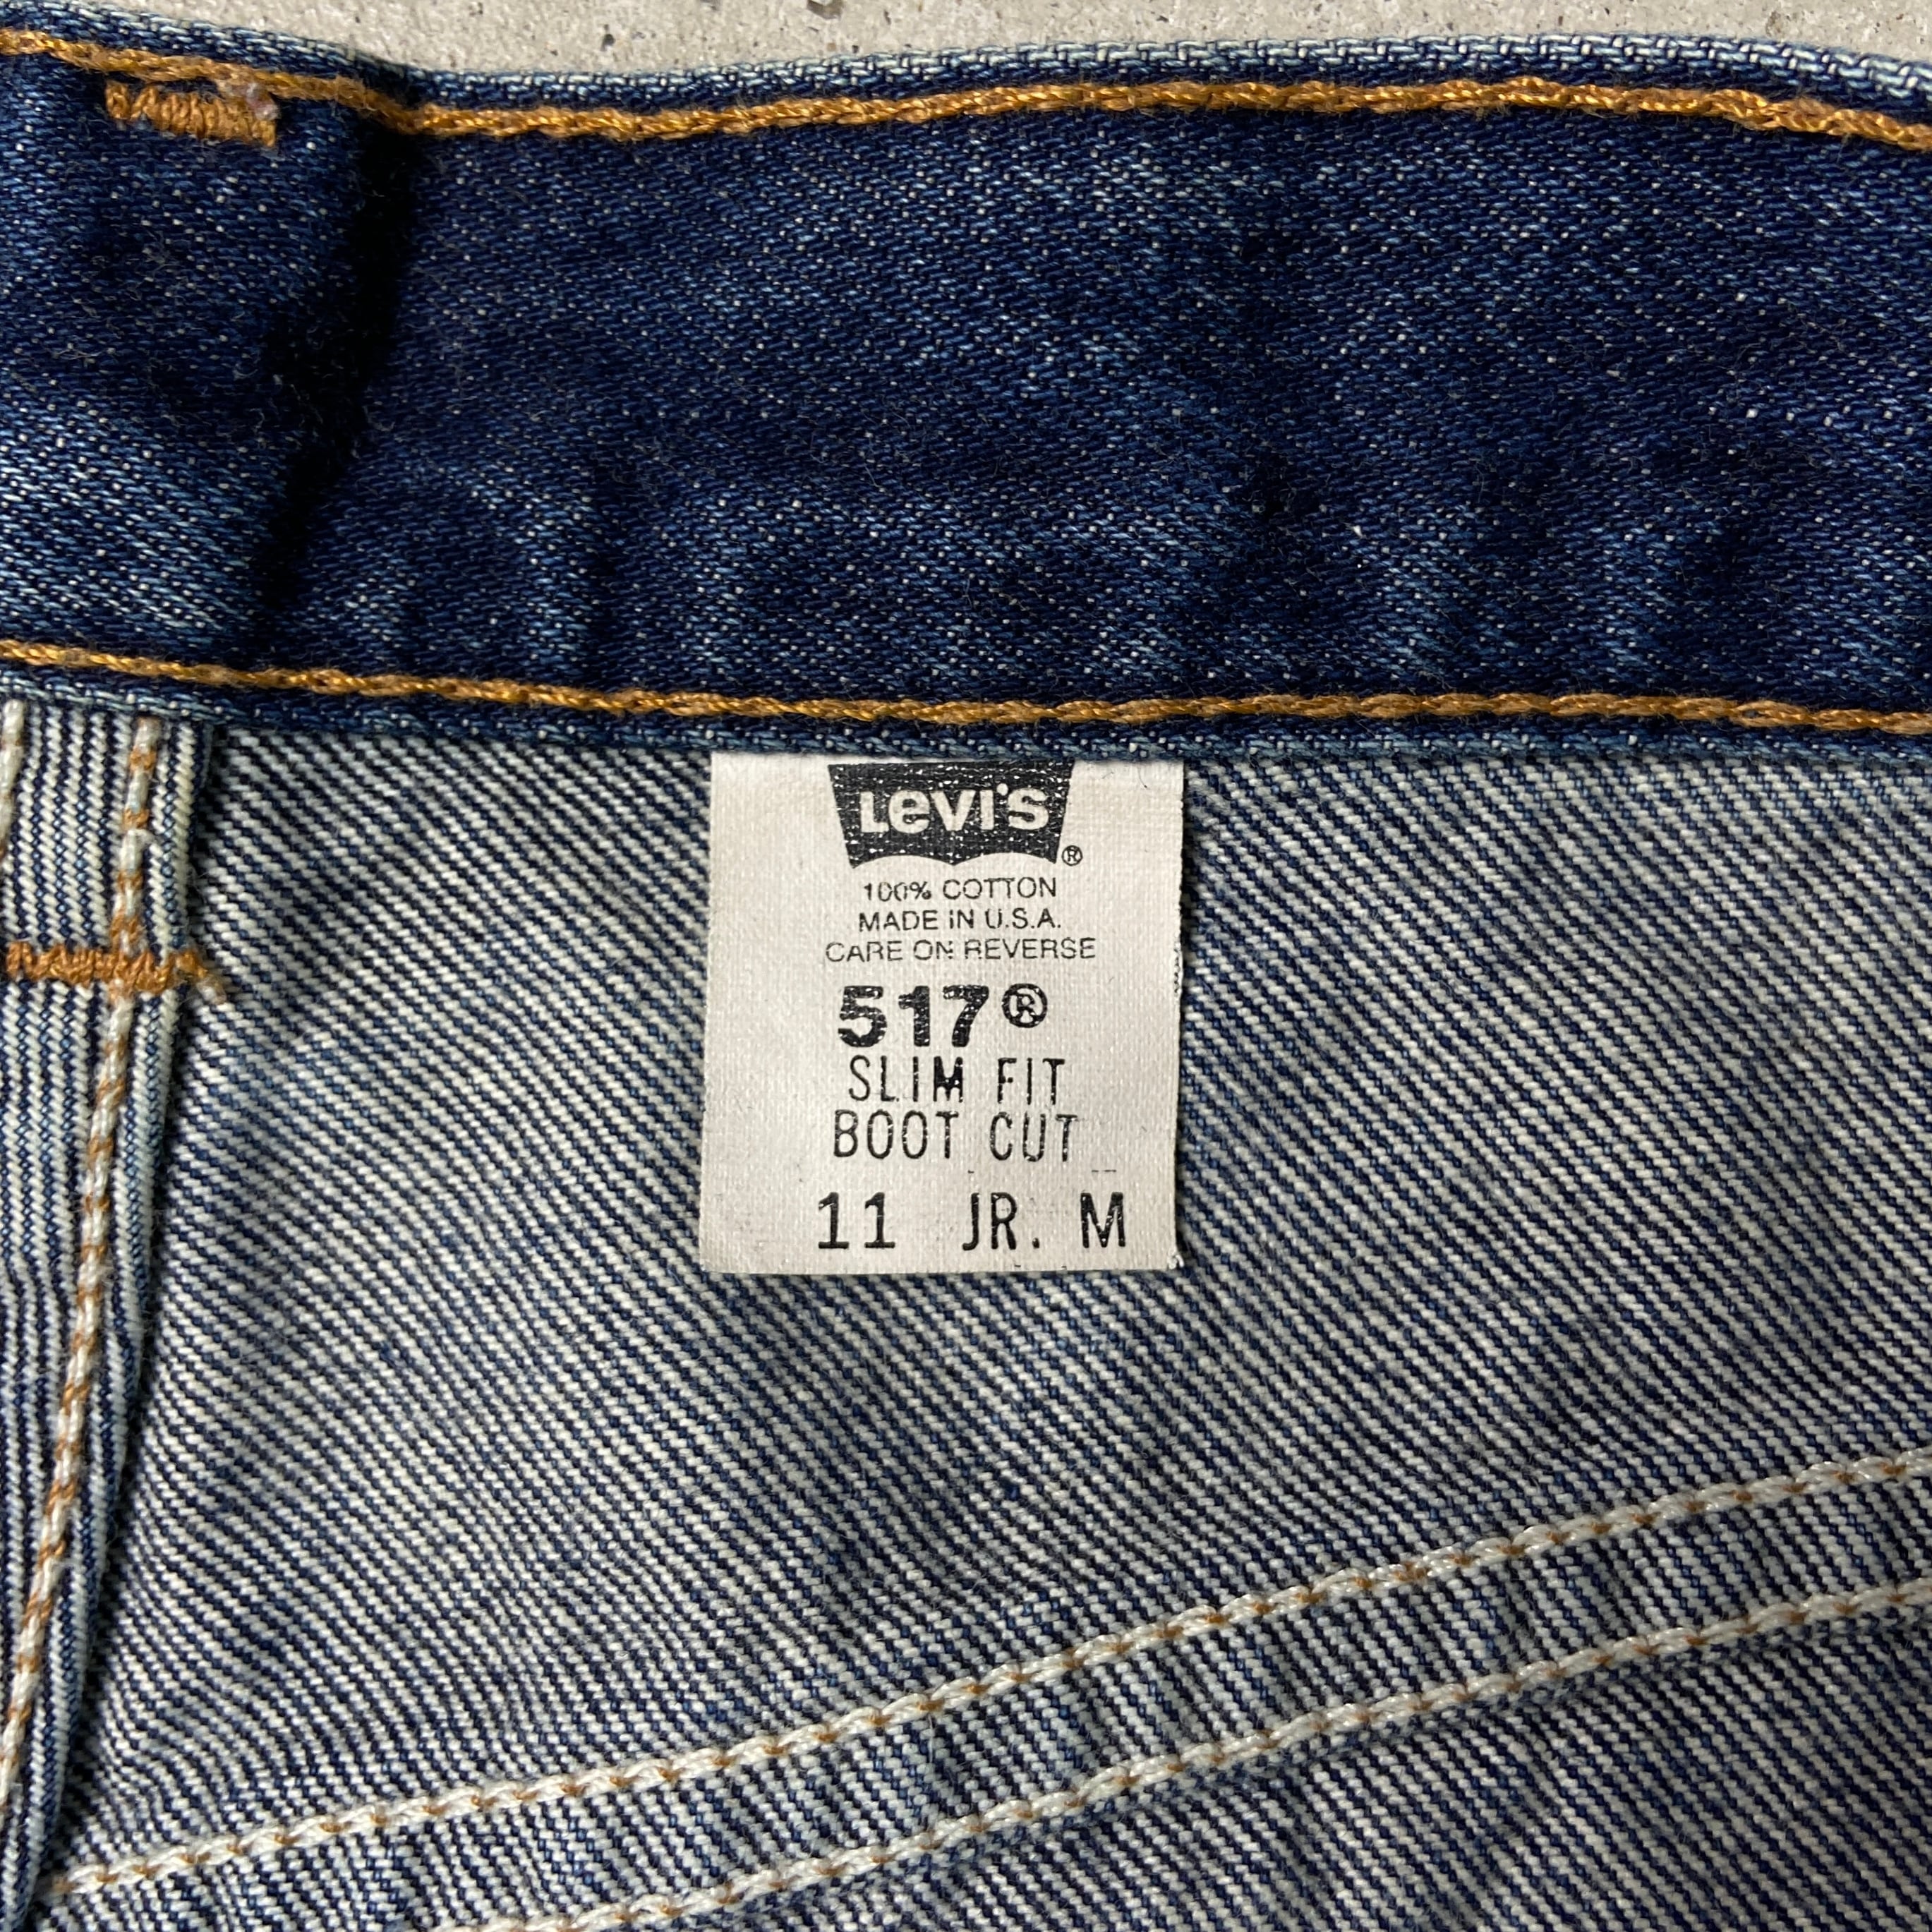 Levi's®
100% COTTON
MADE IN U.S.A.
CARE ON REVERSE
517®
SLIM FIT
BOOT CUT
11 JR. M